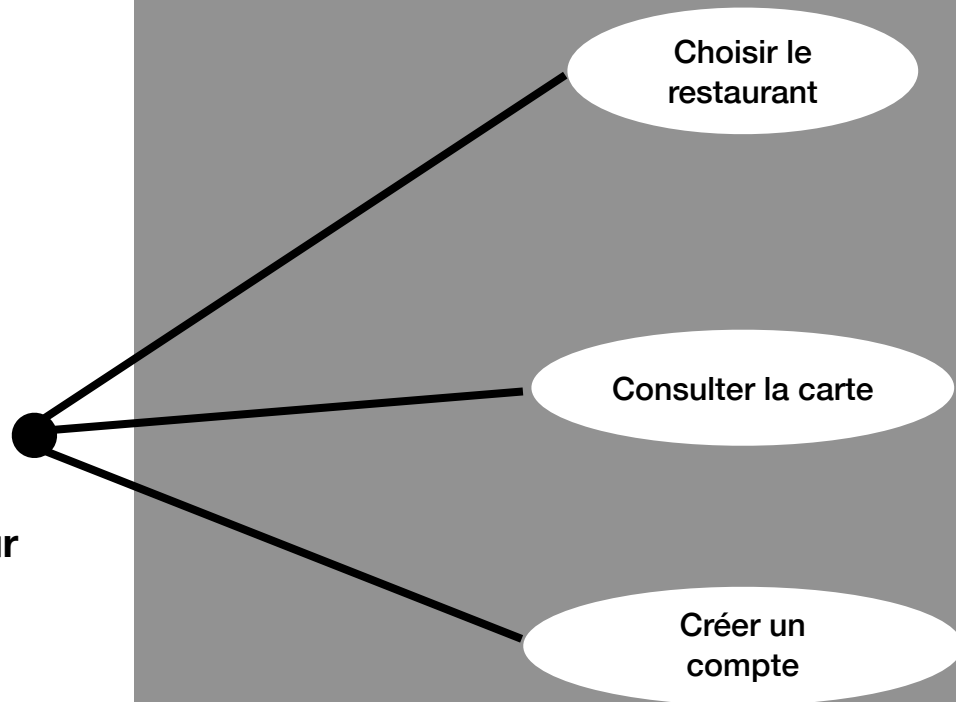 Choisir le
restaurant
Consulter la carte
Créer un
compte